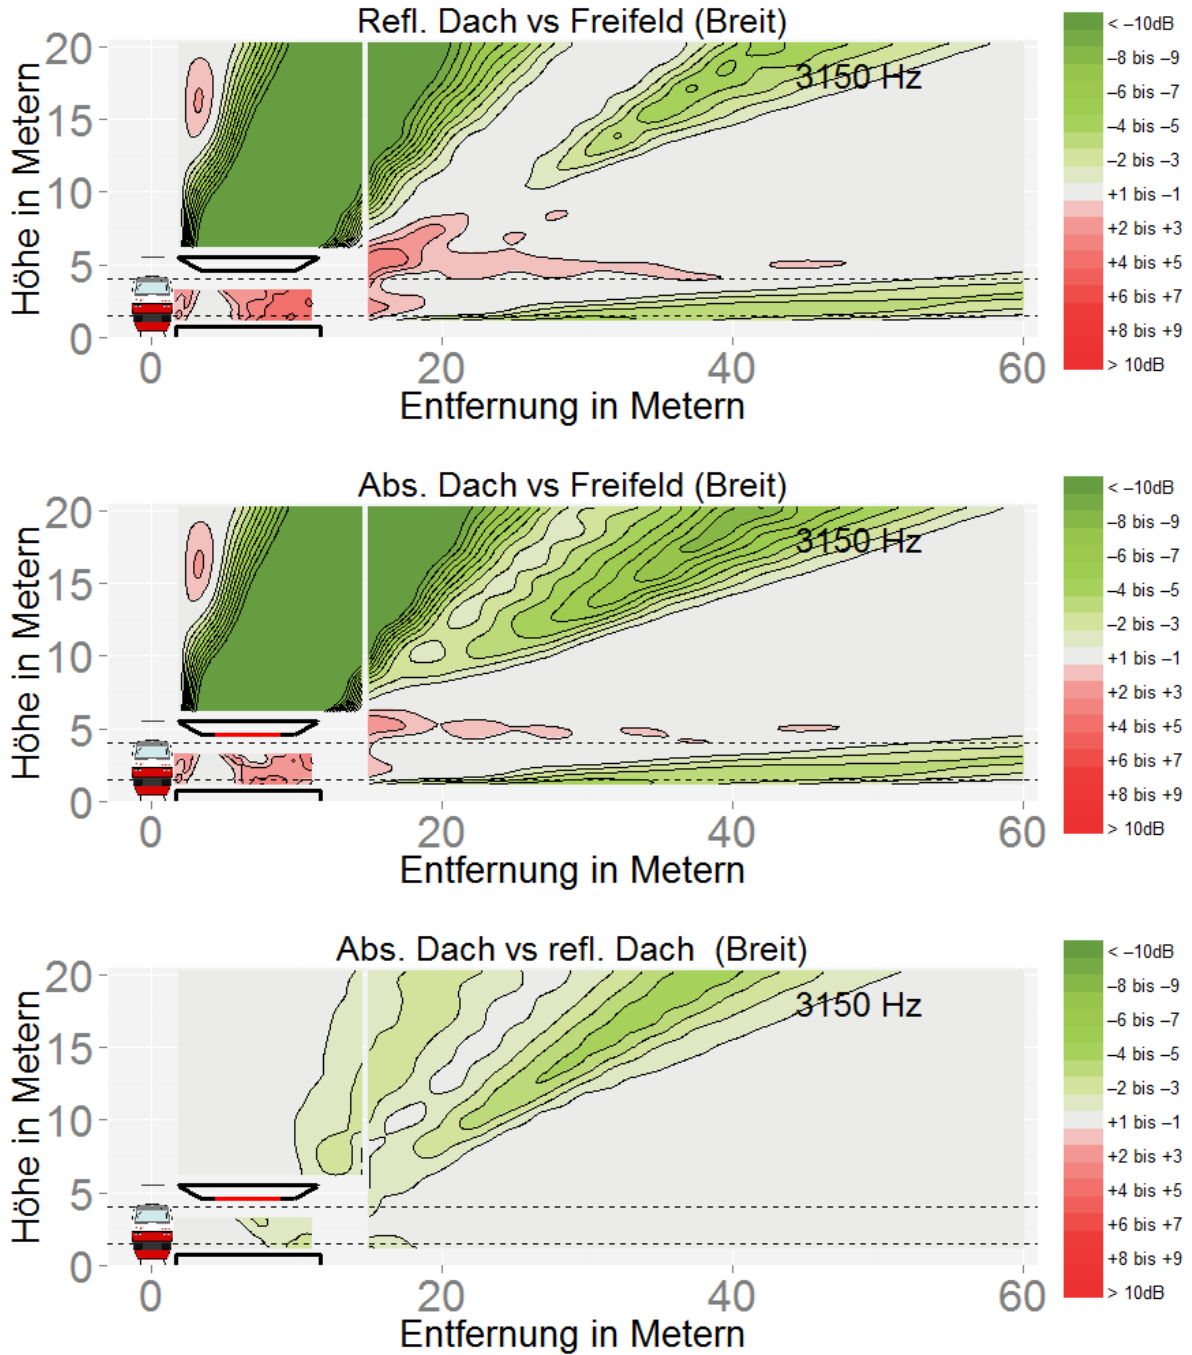 Refl. Dach vs Freifeld (Breit)
3150 Hz
Höhe in Metern
20
15
10
5
0
0 20 40 60
Entfernung in Metern
< –10dB
–8 bis –9
–6 bis –7
–4 bis –5
–2 bis –3
+1 bis –1
+2 bis +3
+4 bis +5
+6 bis +7
+8 bis +9
> 10dB
Abs. Dach vs Freifeld (Breit)
3150 Hz
Höhe in Metern
20
15
10
5
0
0 20 40 60
Entfernung in Metern
< –10dB
–8 bis –9
–6 bis –7
–4 bis –5
–2 bis –3
+1 bis –1
+2 bis +3
+4 bis +5
+6 bis +7
+8 bis +9
> 10dB
Abs. Dach vs refl. Dach  (Breit)
3150 Hz
Höhe in Metern
20
15
10
5
0
0 20 40 60
Entfernung in Metern
< –10dB
–8 bis –9
–6 bis –7
–4 bis –5
–2 bis –3
+1 bis –1
+2 bis +3
+4 bis +5
+6 bis +7
+8 bis +9
> 10dB